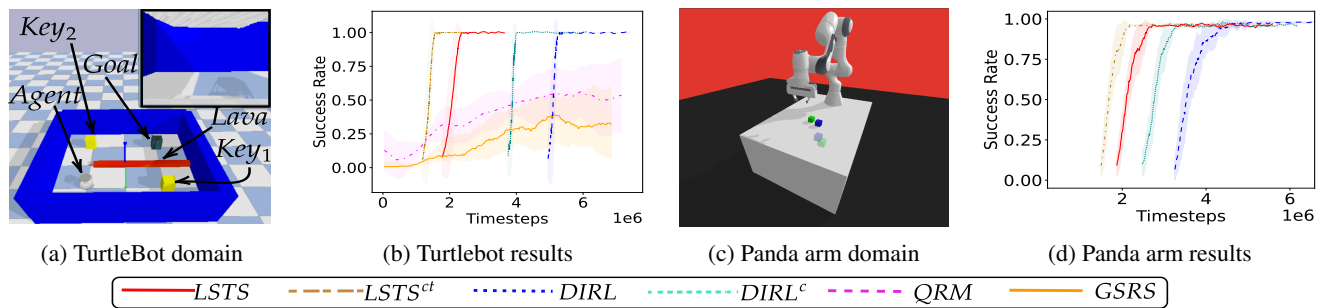 Key₂
Goal
Agent
Lava
Key₁
(a) TurtleBot domain
Success Rate
1.00
0.75
0.50
0.25
0.00
0 2 4 6
Timesteps 1e6
(b) Turtlebot results
(c) Panda arm domain
Success Rate
1.00
0.75
0.50
0.25
0.00
0 2 4 6
Timesteps 1e6
(d) Panda arm results
LSTS LSTSᶜᵗ DIRL DIRLᶜ QRM GSRS